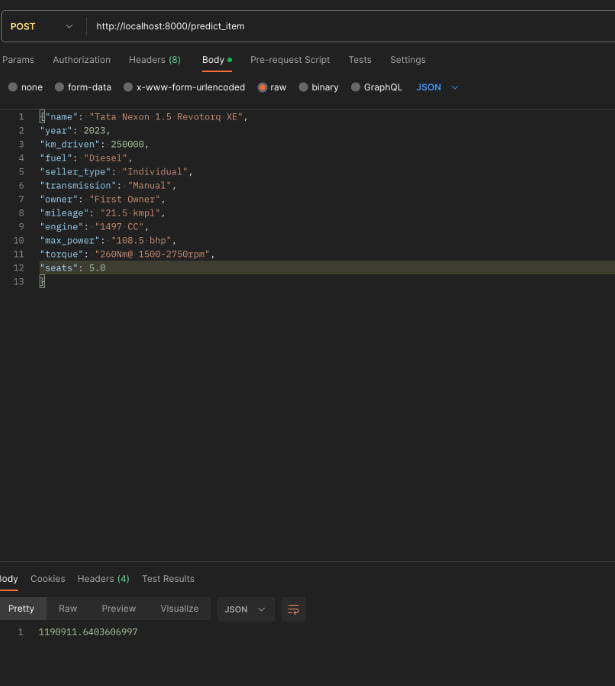 POST http://localhost:8000/predict_item
Params Authorization Headers (8) Body Pre-request Script Tests Settings
none form-data x-www-form-urlencoded raw binary GraphQL JSON
1 {"name": "Tata Nexon 1.5 Revotorq XE",
2 "year": 2023,
3 "km_driven": 250000,
4 "fuel": "Diesel",
5 "seller_type": "Individual",
6 "transmission": "Manual",
7 "owner": "First Owner",
8 "mileage": "21.5 kmpl",
9 "engine": "1497 CC",
10 "max_power": "108.5 bhp",
11 "torque": "260Nm@ 1500-2750rpm",
12 "seats": 5.0
13 }
Body Cookies Headers (4) Test Results
Pretty Raw Preview Visualize JSON
1 1190911.6403606997